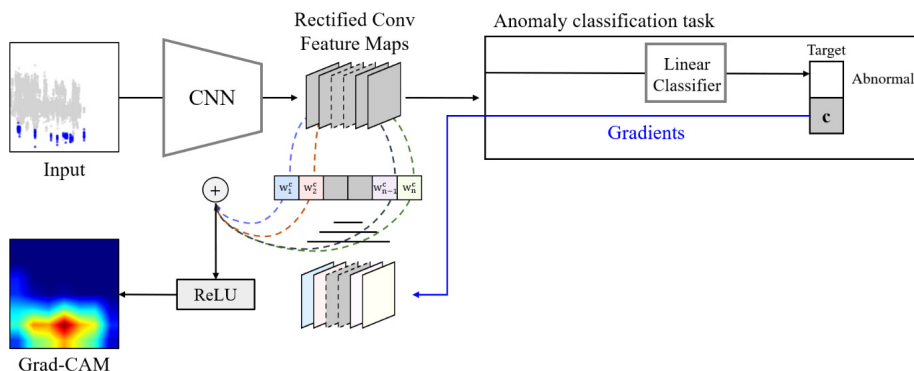 Rectified Conv
Feature Maps
Anomaly classification task
CNN
Linear
Classifier
Target
Abnormal
c
Gradients
Input
w₁ᶜ w₂ᶜ wₙ₋₁ᶜ wₙᶜ
+
ReLU
Grad-CAM